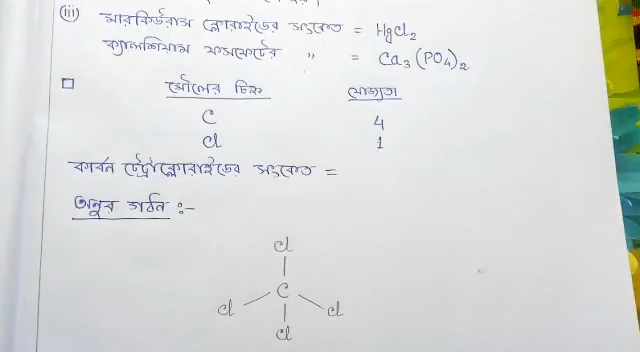 (iii) মারকিউরাস ক্লোরাইডের সংকেত = HgCl₂
ক্যালশিয়াম ফসফেটের " = Ca₃(PO₄)₂
মৌলের চিহ্ন যোজ্যতা
C 4
Cl 1
কার্বন টেট্রাক্লোরাইডের সংকেত =
অনুর গঠন :-
Cl
C
Cl Cl
Cl